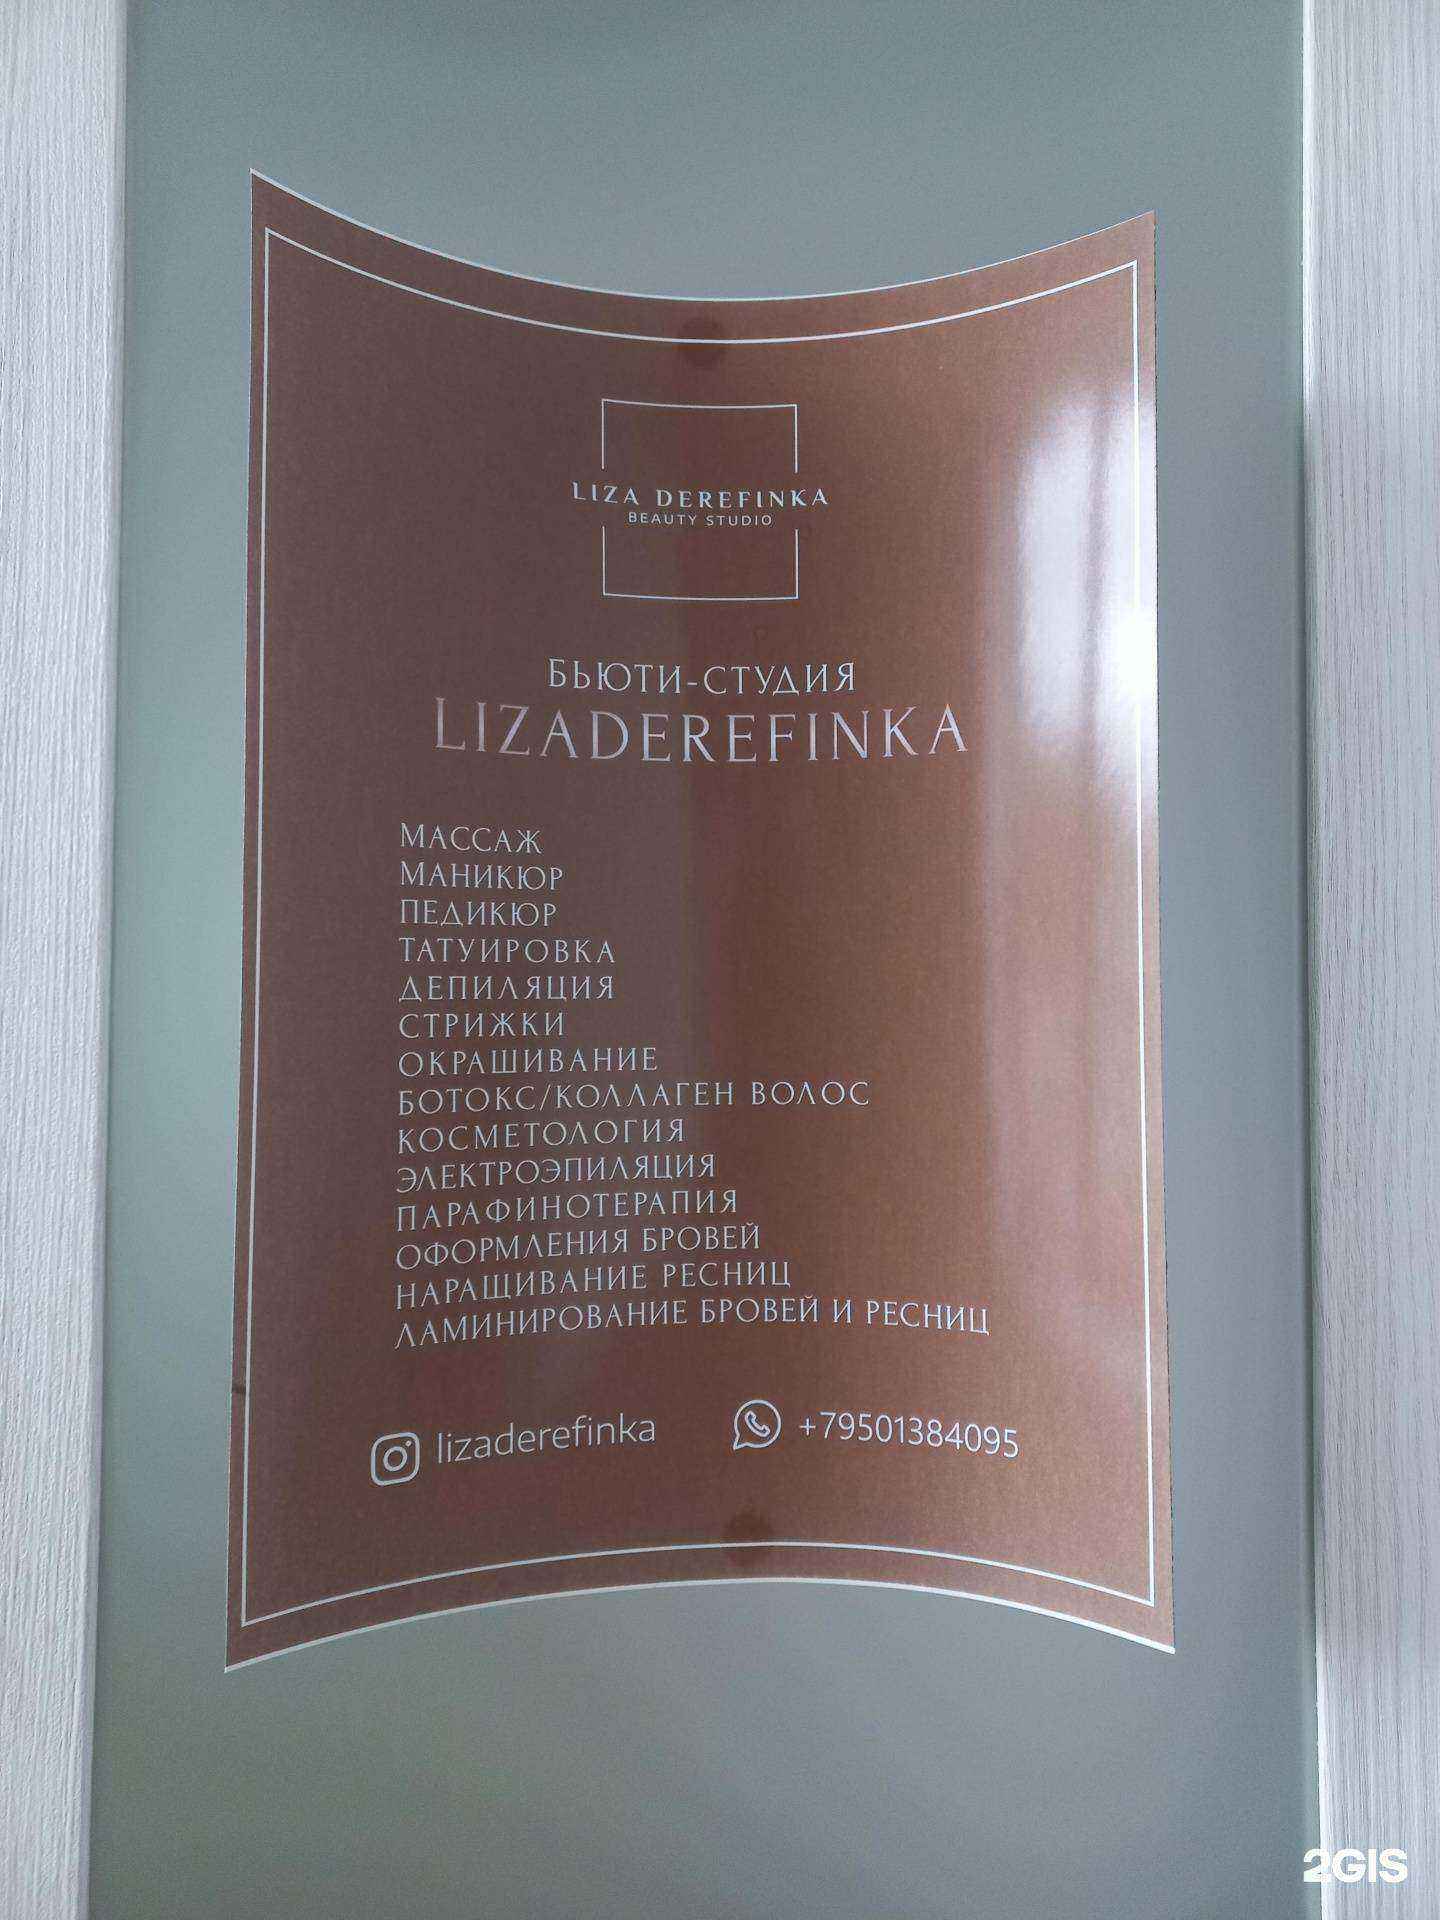 LIZA DEREFINKA
BEAUTY STUDIO
БЬЮТИ-СТУДИЯ
LIZADEREFINKA
МАССАЖ
МАНИКЮР
ПЕДИКЮР
ТАТУИРОВКА
ДЕПИЛЯЦИЯ
СТРИЖКИ
ОКРАШИВАНИЕ
БОТОКС/КОЛЛАГЕН ВОЛОС
КОСМЕТОЛОГИЯ
ЭЛЕКТРОЭПИЛЯЦИЯ
ПАРАФИНОТЕРАПИЯ
ОФОРМЛЕНИЯ БРОВЕЙ
НАРАЩИВАНИЕ РЕСНИЦ
ЛАМИНИРОВАНИЕ БРОВЕЙ И РЕСНИЦ
lizaderefinka +79501384095
2GIS